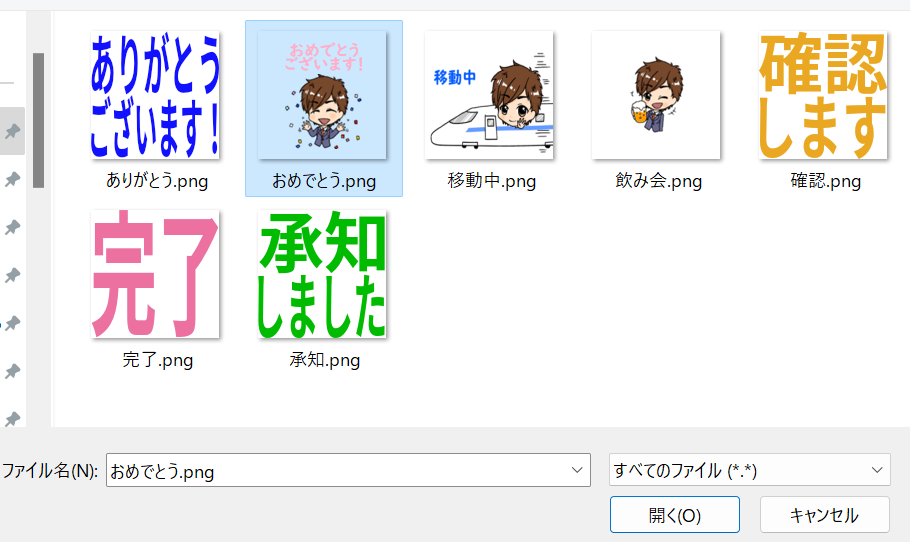 ありがとう
ございます！
おめでとう
ございます！
移動中
確認
します
ありがとう.png
おめでとう.png
移動中.png
飲み会.png
確認.png
完了
承知
しました
完了.png
承知.png
ファイル名(N):
おめでとう.png
すべてのファイル (*.*)
開く(O)
キャンセル